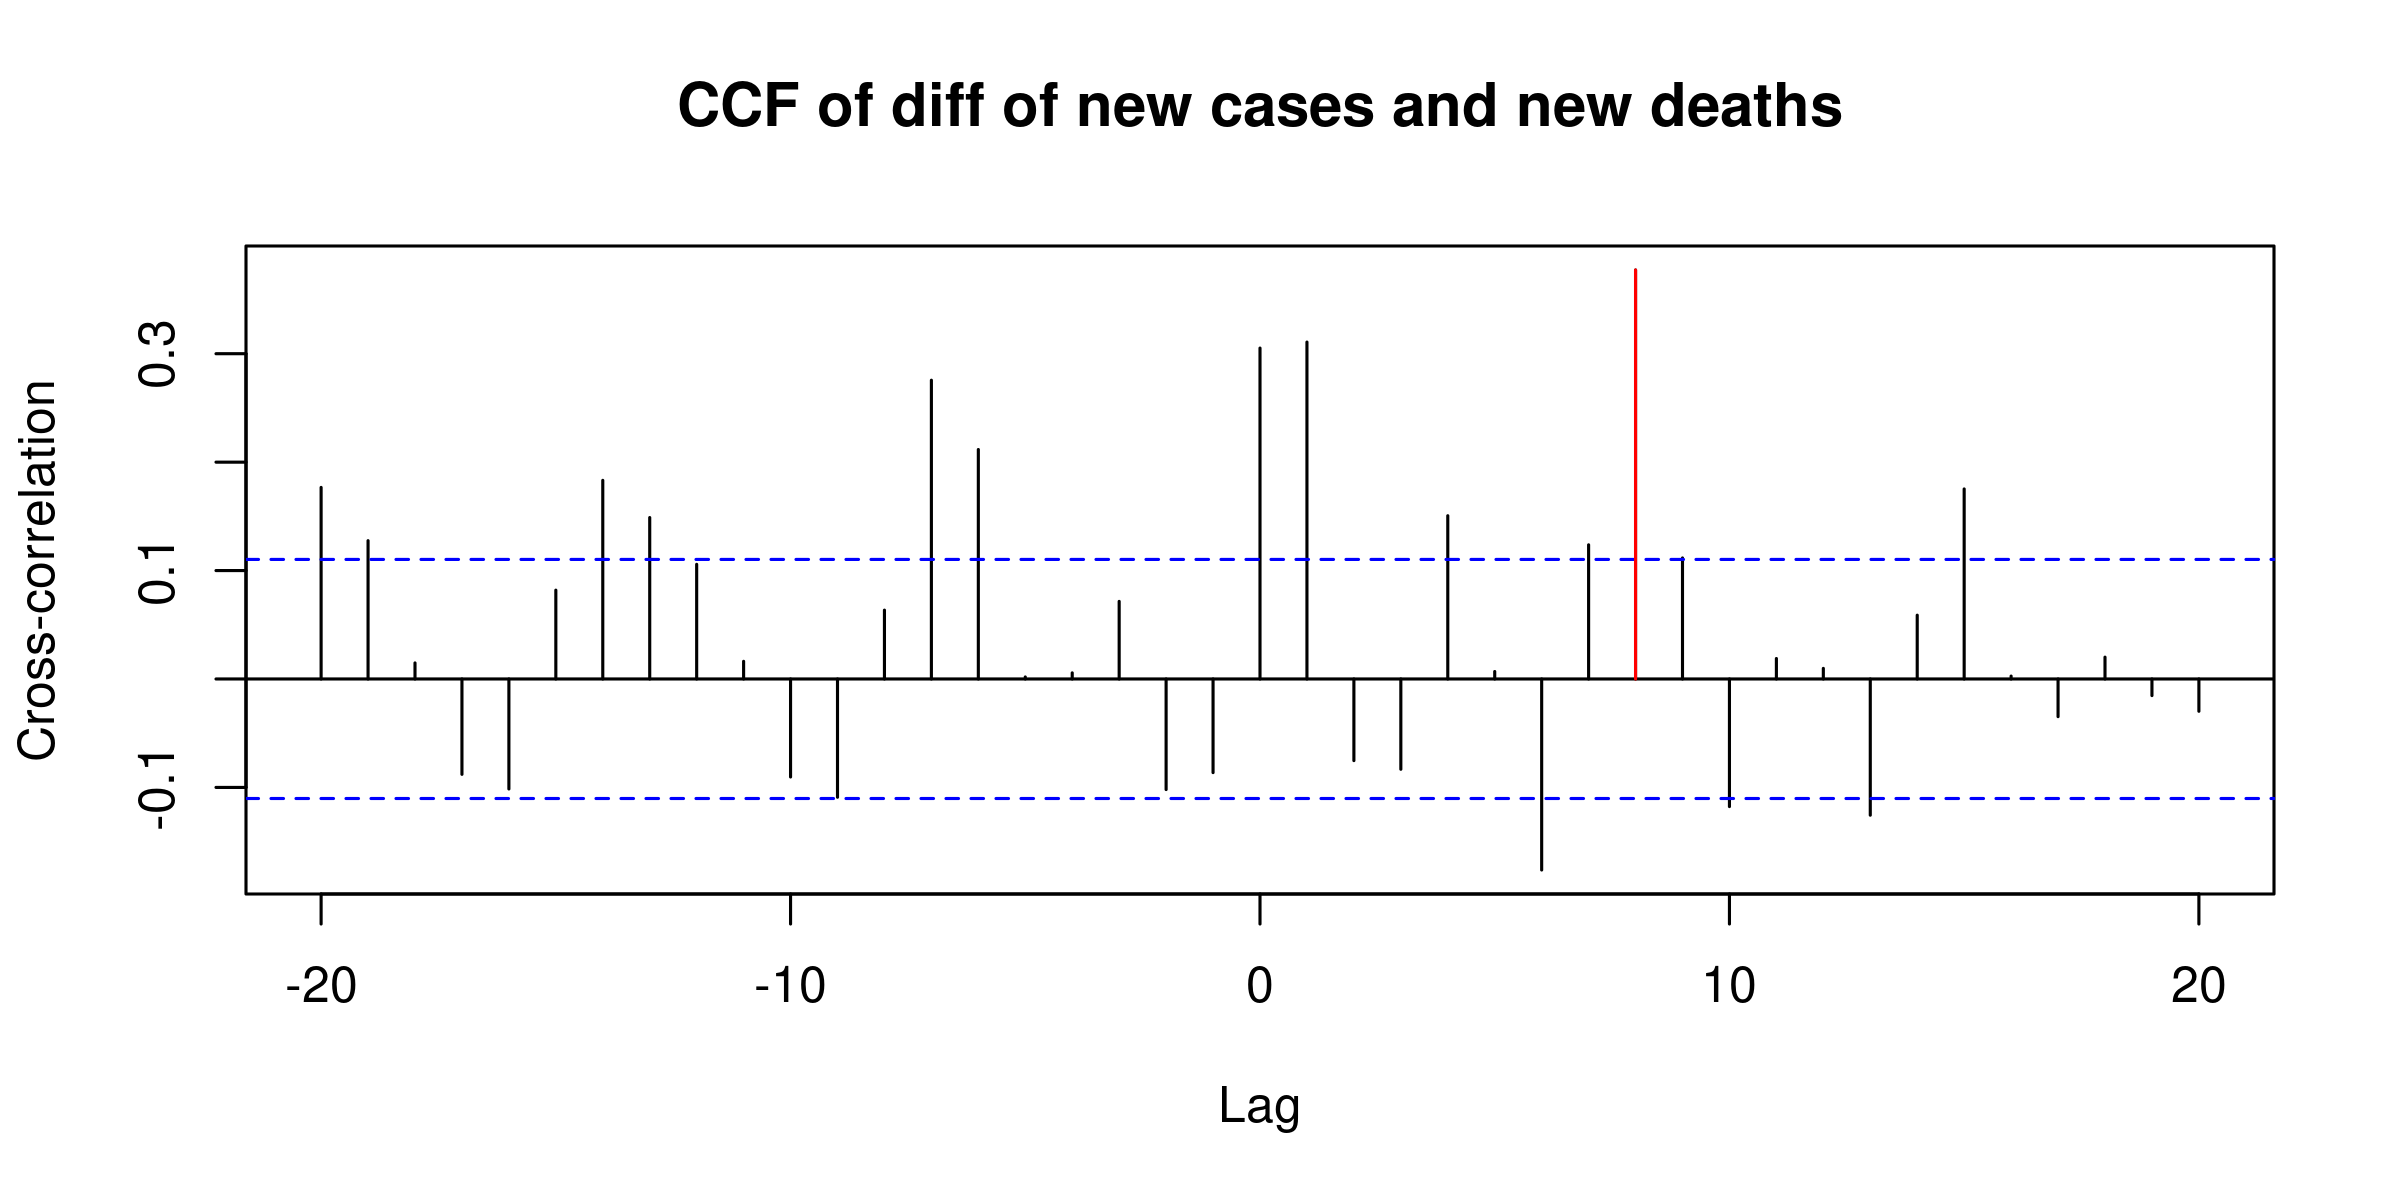 CCF of diff of new cases and new deaths
Cross-correlation
0.3
0.1
-0.1
-20 -10 0 10 20
Lag